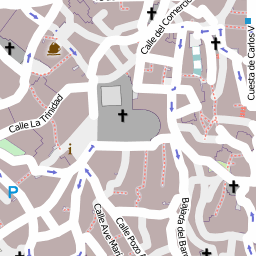 Calle del Comercio
Cuesta de Carlos V
Calle La Trinidad
P
Calle Ave Mar
Calle Pozo A
Bajada del Bar